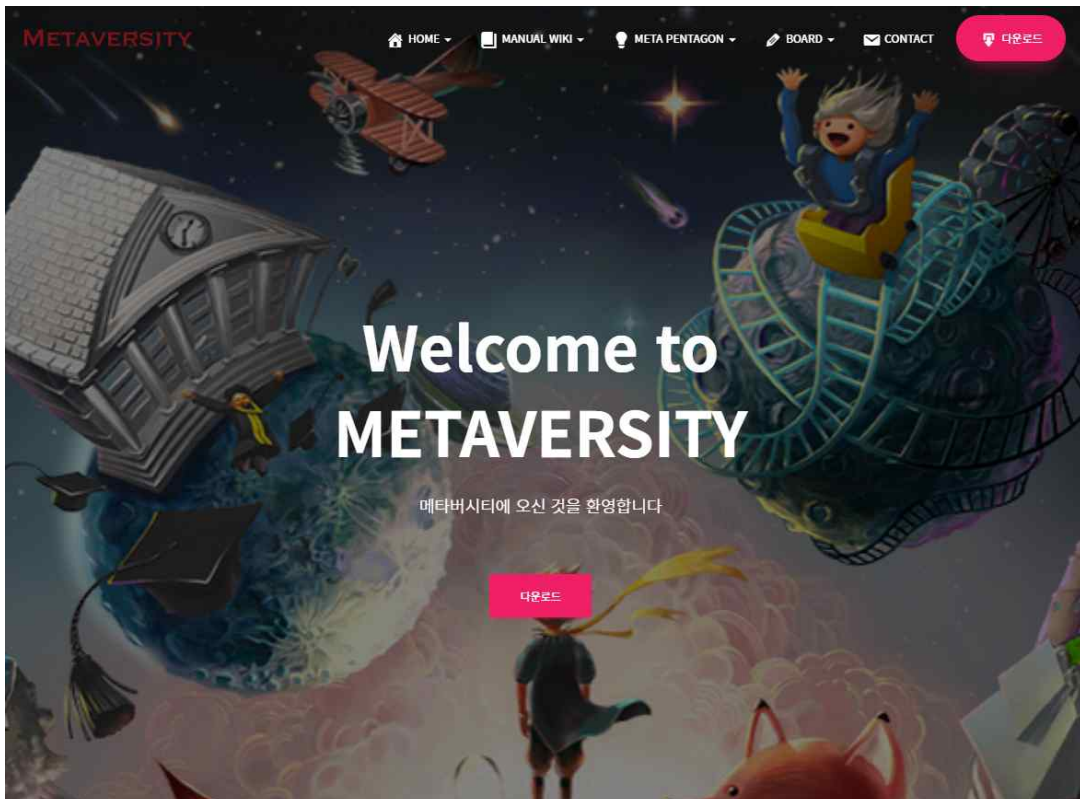 METAVERSITY
HOME
MANUAL WIKI
META PENTAGON
BOARD
CONTACT
다운로드
Welcome to
METAVERSITY
메타버시티에 오신 것을 환영합니다
다운로드